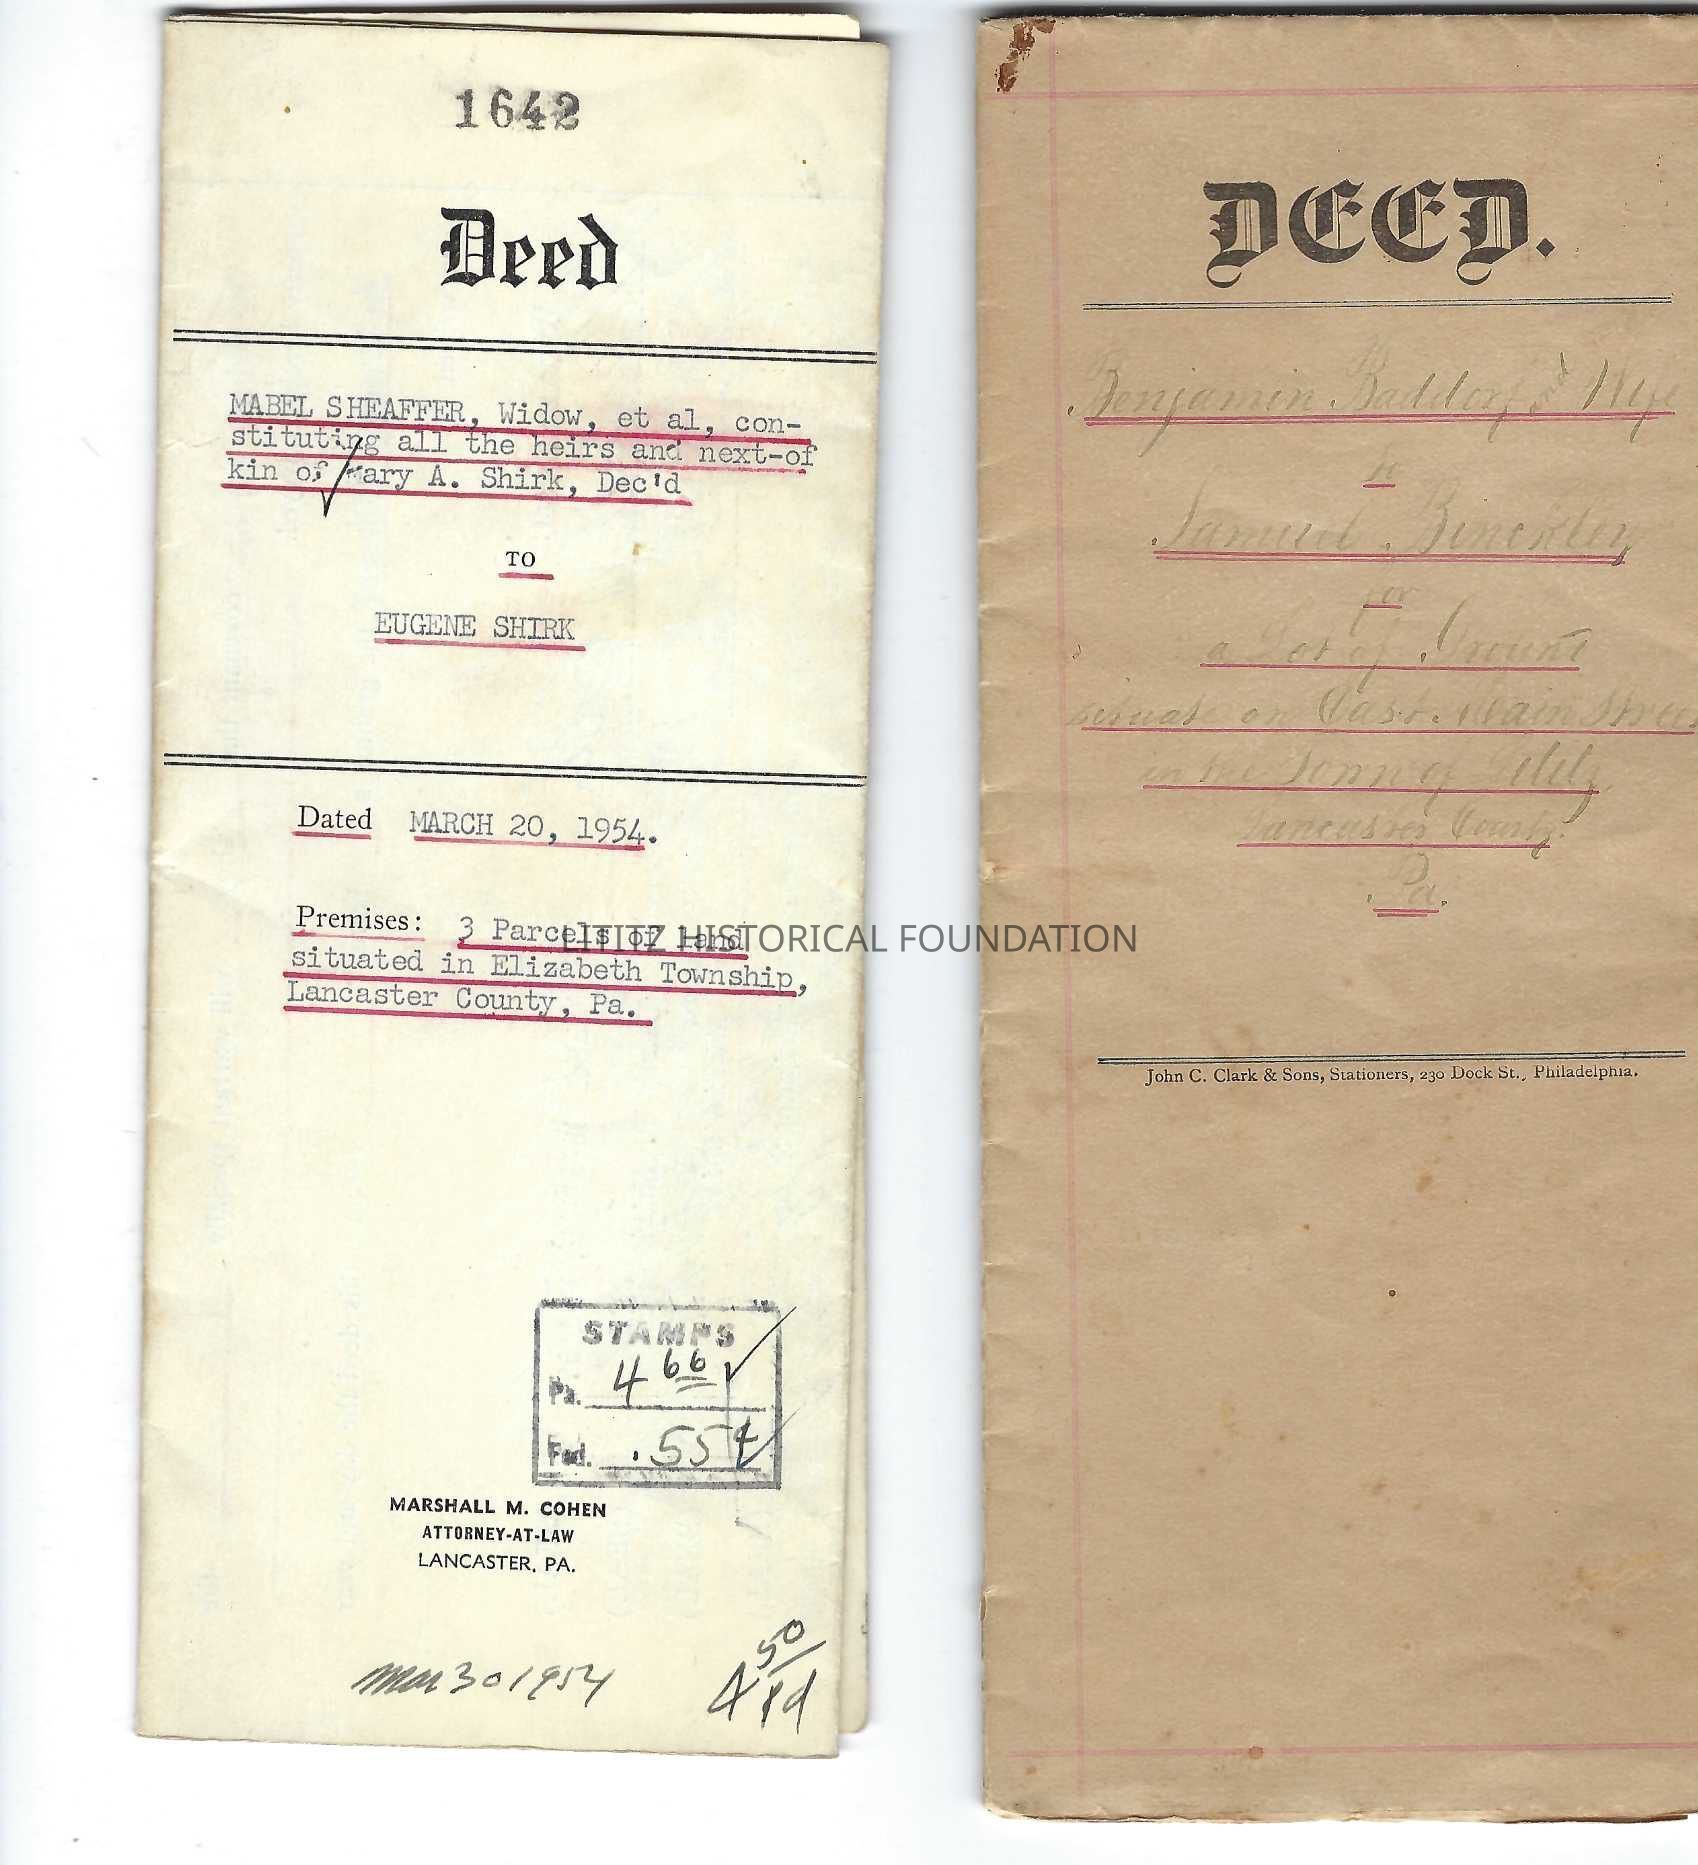 1642
Deed
MABEL SHEAFFER, Widow, et al, con-
stituting all the heirs and next-of
kin of Mary A. Shirk, Dec'd
TO
EUGENE SHIRK
Dated MARCH 20, 1954.
Premises: 3 Parcels of land
situated in Elizabeth Township,
Lancaster County, Pa.
STAMPS
Pa. 4 66
Fed. .55¢
MARSHALL M. COHEN
ATTORNEY-AT-LAW
LANCASTER, PA.
Mar 30 1954
4 50 Pd
DEED.
Benjamin Baddorf and Wife
to
Samuel Binckley
for
a Lot of Ground
situate on East Main Street
in the Town of Lititz
Lancaster County.
Pa.
John C. Clark & Sons, Stationers, 230 Dock St., Philadelphia.
LITITZ HISTORICAL FOUNDATION